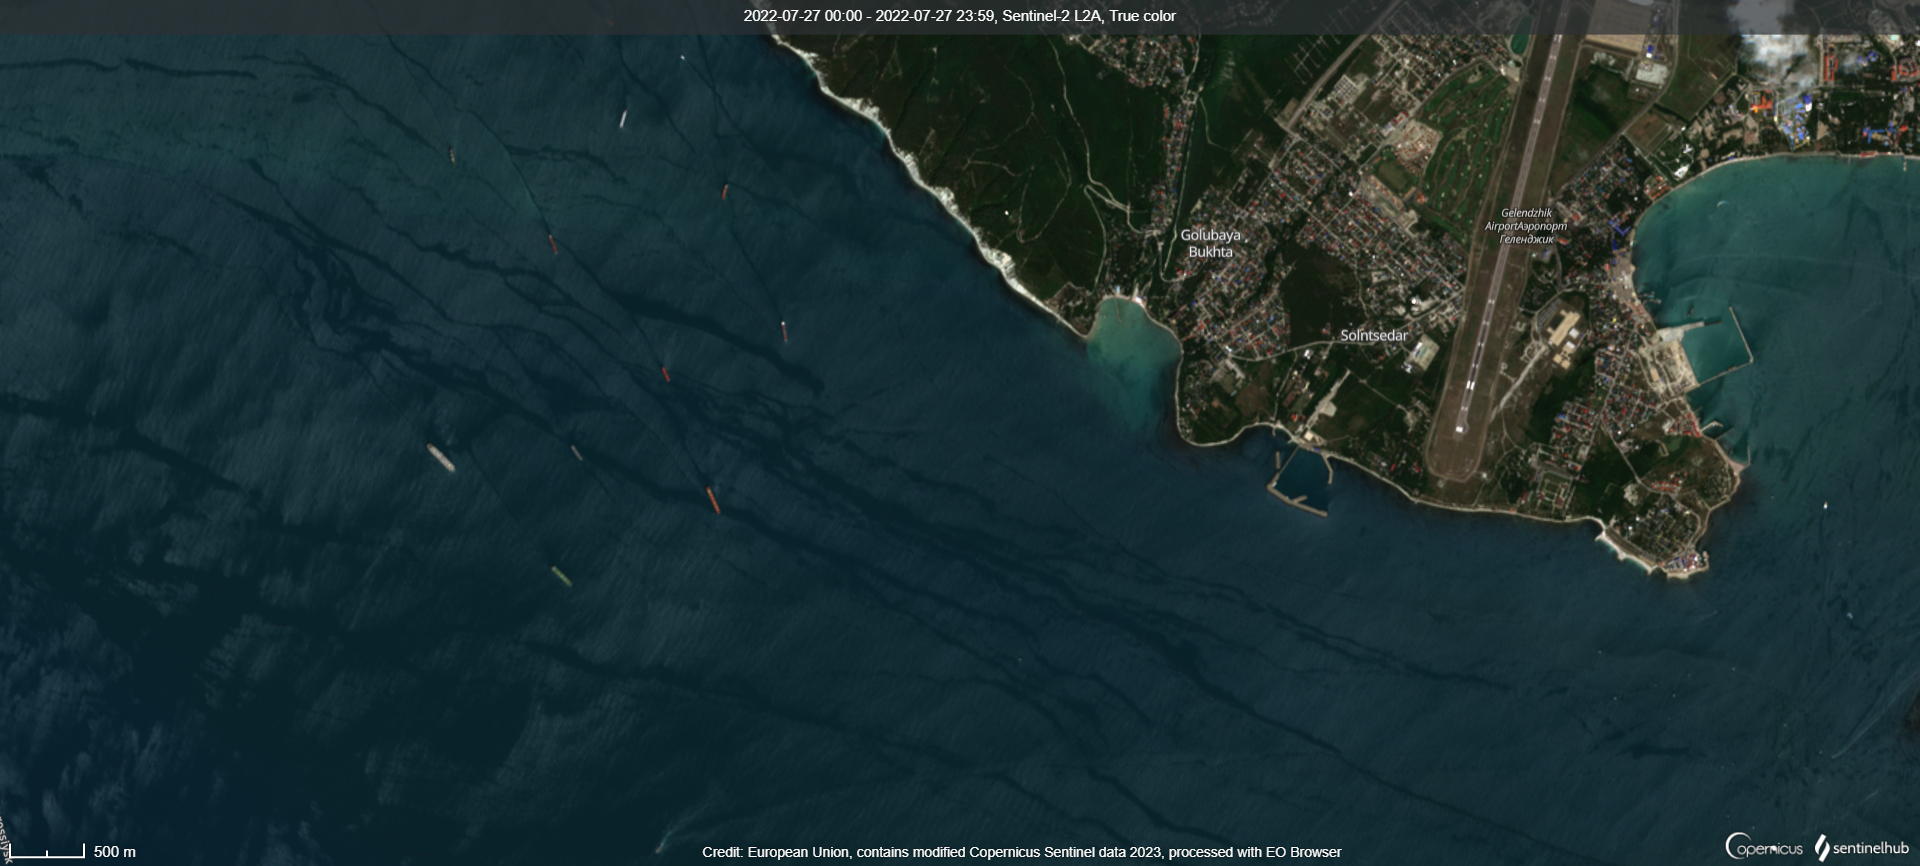 2022-07-27 00:00 - 2022-07-27 23:59, Sentinel-2 L2A, True color
Gelendzhik
AirportАэропорт
Геленджик
Golubaya
Bukhta
Solntsedar
500 m
Credit: European Union, contains modified Copernicus Sentinel data 2023, processed with EO Browser
Copernicus
sentinelhub